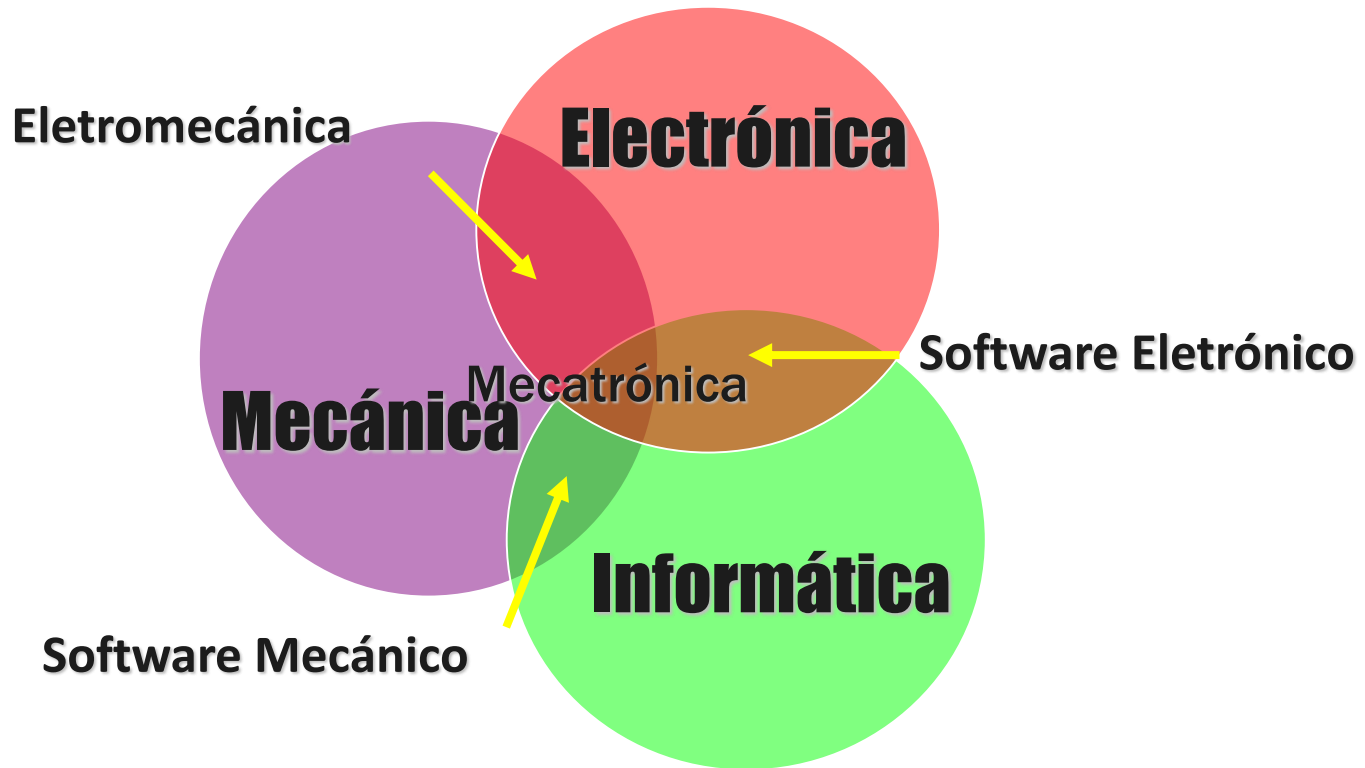 Eletromecánica
Electrónica
Software Eletrónico
Mecatrónica
Mecánica
Informática
Software Mecánico